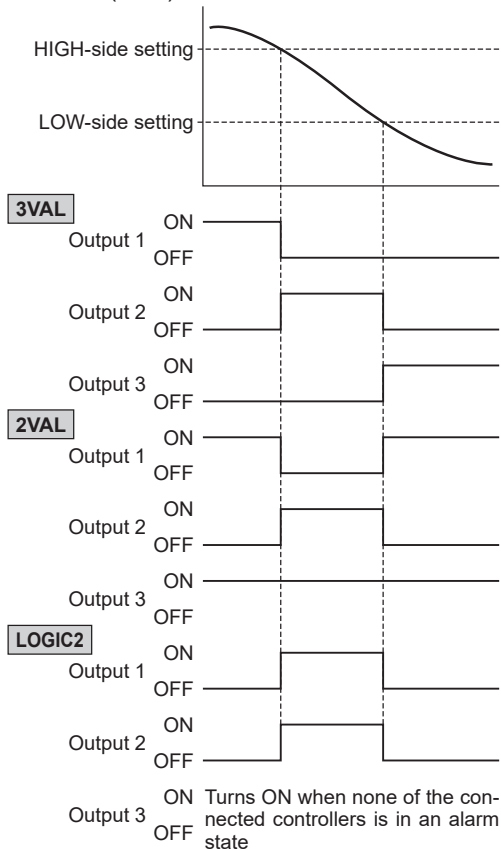 HIGH-side setting
LOW-side setting
3VAL
ON
Output 1
OFF
ON
Output 2
OFF
ON
Output 3
OFF
2VAL
ON
Output 1
OFF
ON
Output 2
OFF
ON
Output 3
OFF
LOGIC2
ON
Output 1
OFF
ON
Output 2
OFF
ON
Output 3
OFF
Turns ON when none of the con-
nected controllers is in an alarm
state